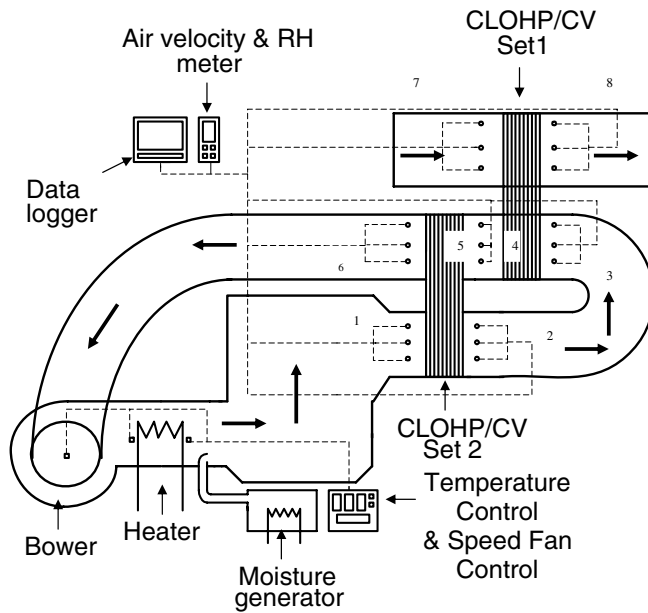 Air velocity & RH
meter
CLOHP/CV
Set1
7
8
Data
logger
5
4
6
3
1
2
CLOHP/CV
Set 2
Temperature
Control
& Speed Fan
Control
Bower
Heater
Moisture
generator